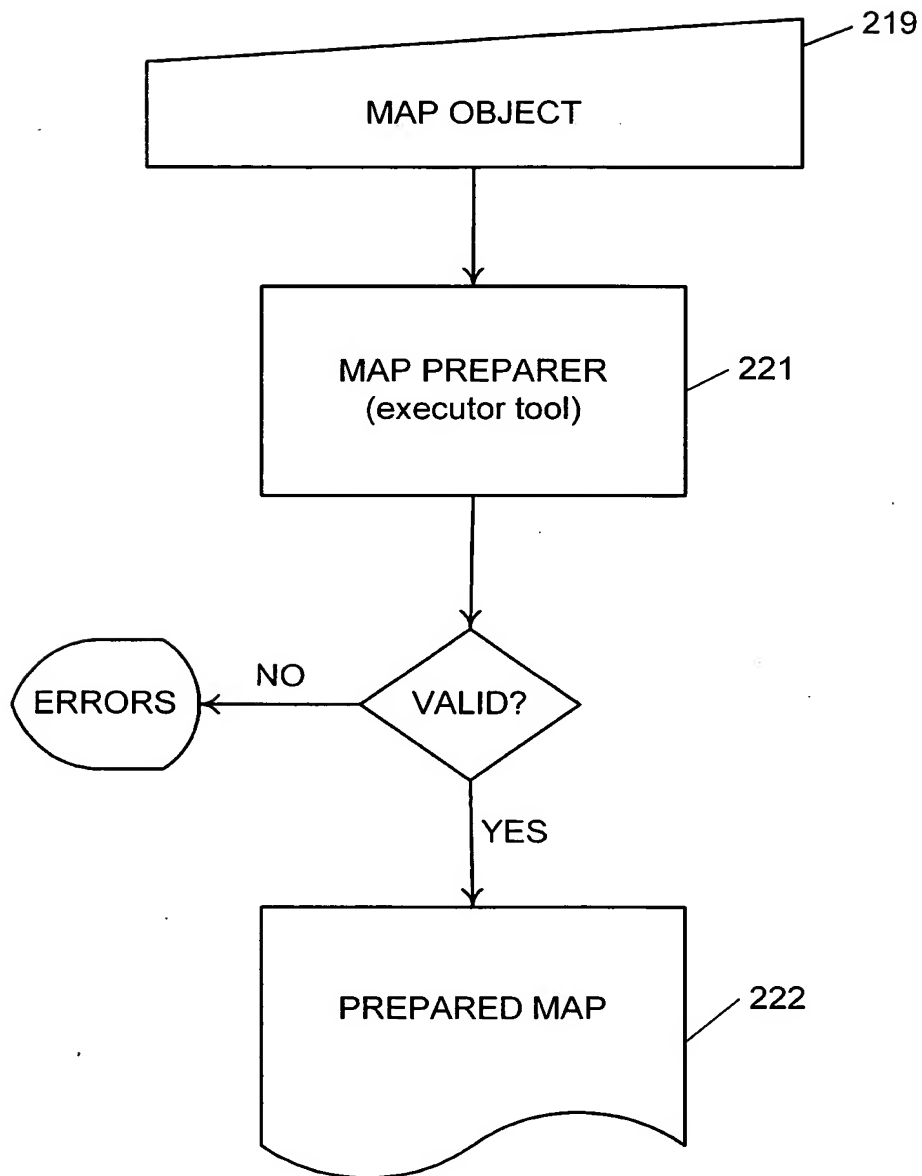 219
MAP OBJECT
MAP PREPARER
(executor tool)
221
NO
ERRORS
VALID?
YES
PREPARED MAP
222